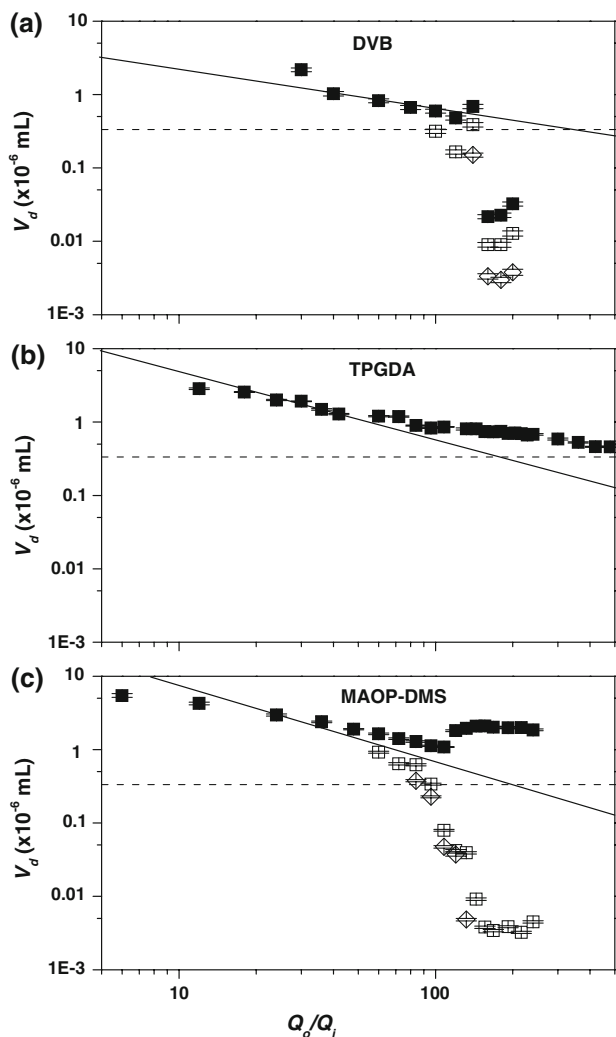 (a)
DVB
10
1
0.1
0.01
1E-3
V_d (x10⁻⁶ mL)
(b)
TPGDA
10
1
0.1
0.01
1E-3
V_d (x10⁻⁶ mL)
(c)
MAOP-DMS
10
1
0.1
0.01
1E-3
V_d (x10⁻⁶ mL)
10
100
Q_o/Q_i